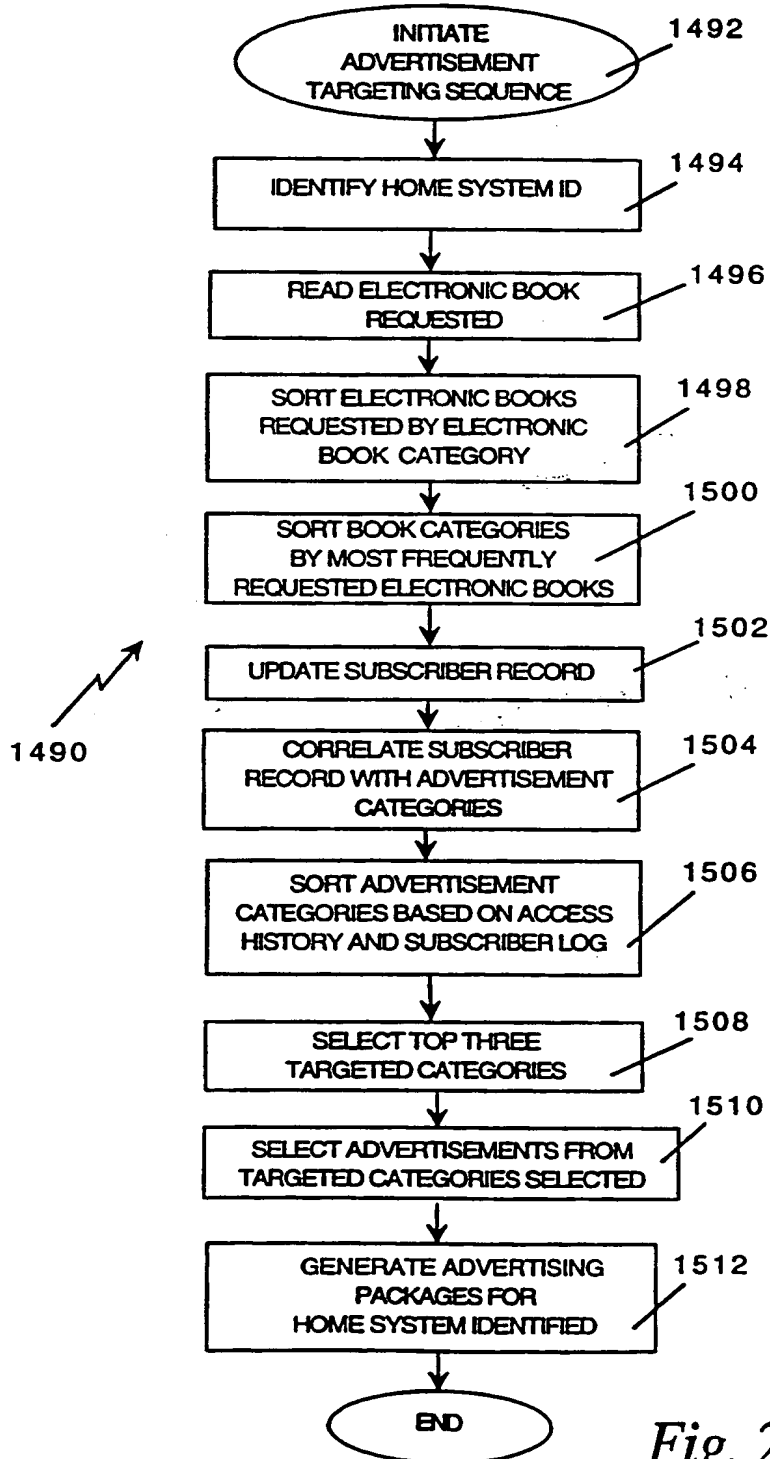 INITIATE
ADVERTISEMENT
TARGETING SEQUENCE
1492
IDENTIFY HOME SYSTEM ID
1494
READ ELECTRONIC BOOK
REQUESTED
1496
SORT ELECTRONIC BOOKS
REQUESTED BY ELECTRONIC
BOOK CATEGORY
1498
SORT BOOK CATEGORIES
BY MOST FREQUENTLY
REQUESTED ELECTRONIC BOOKS
1500
UPDATE SUBSCRIBER RECORD
1502
1490
CORRELATE SUBSCRIBER
RECORD WITH ADVERTISEMENT
CATEGORIES
1504
SORT ADVERTISEMENT
CATEGORIES BASED ON ACCESS
HISTORY AND SUBSCRIBER LOG
1506
SELECT TOP THREE
TARGETED CATEGORIES
1508
SELECT ADVERTISEMENTS FROM
TARGETED CATEGORIES SELECTED
1510
GENERATE ADVERTISING
PACKAGES FOR
HOME SYSTEM IDENTIFIED
1512
END
Fig. 2